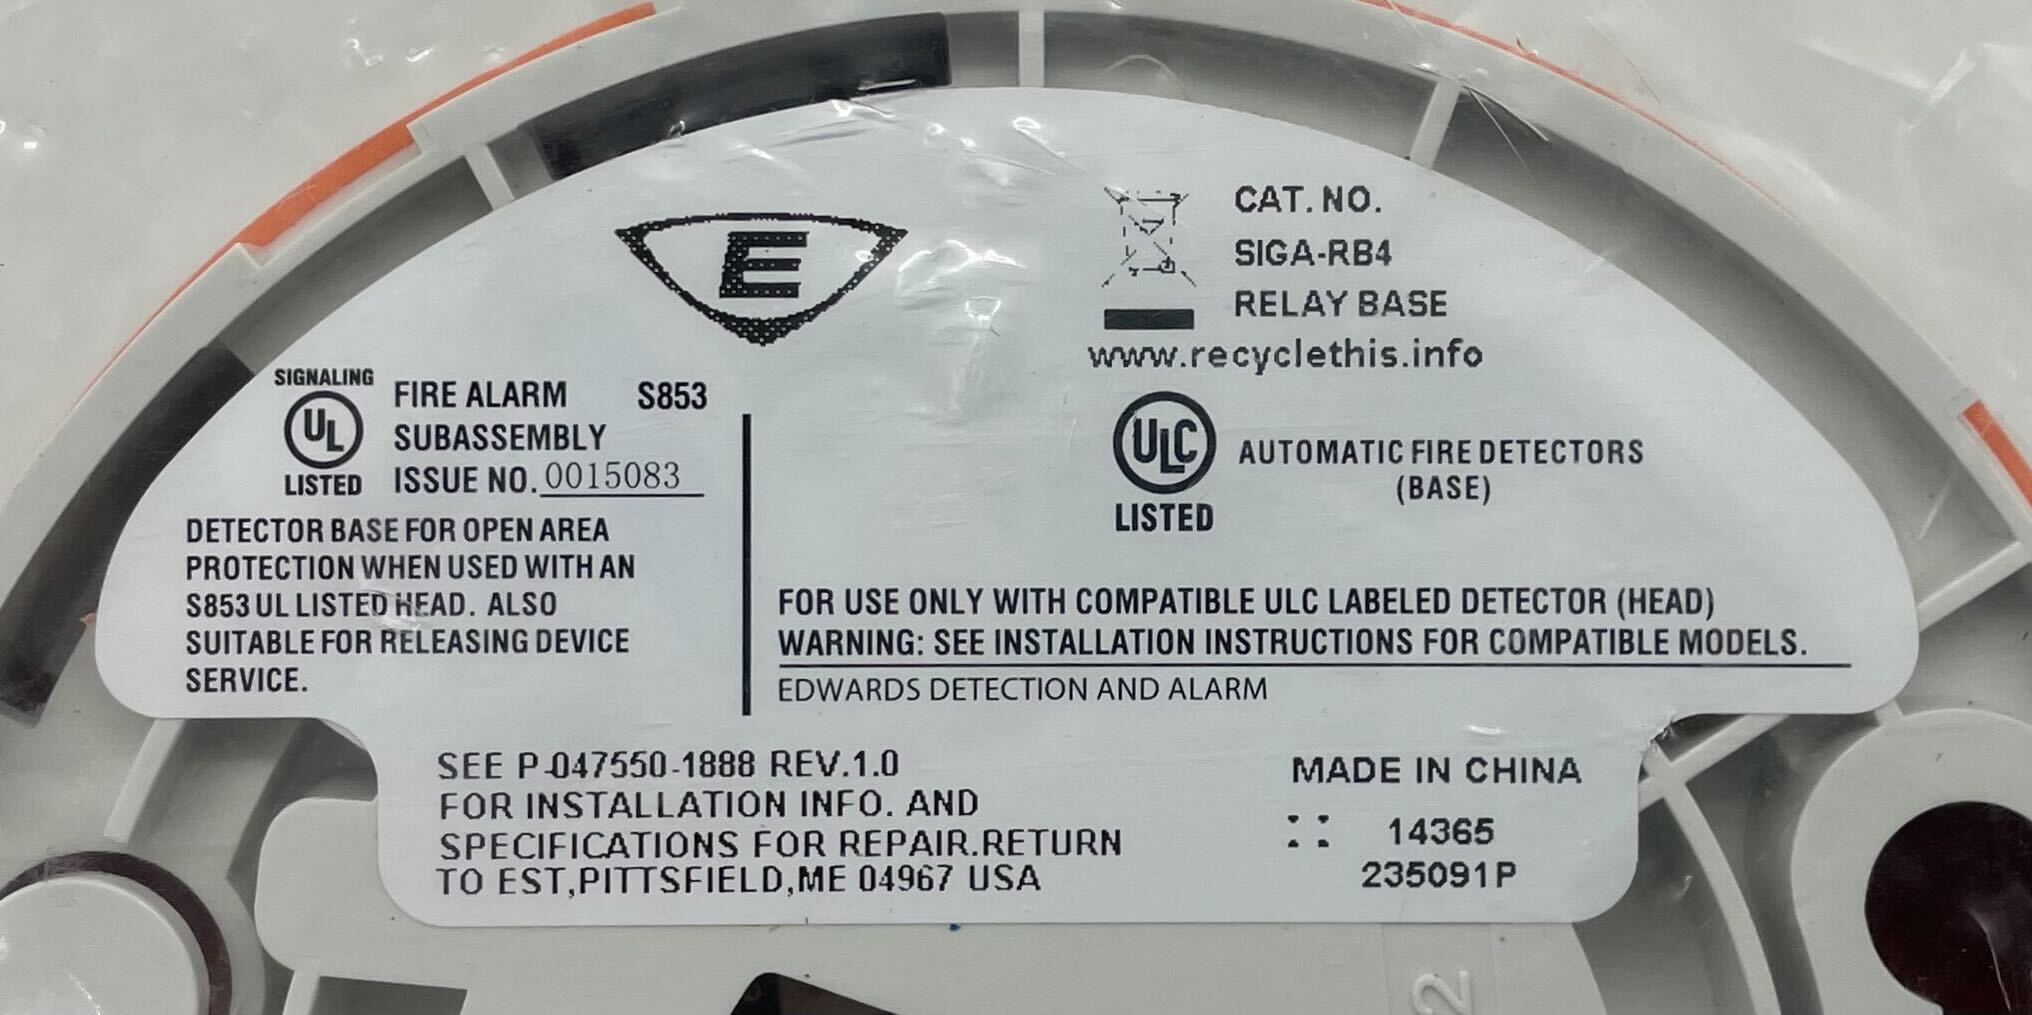 E
CAT. NO.
SIGA-RB4
RELAY BASE
www.recyclethis.info
SIGNALING
UL
LISTED
FIRE ALARM S853
SUBASSEMBLY
ISSUE NO. 0015083
DETECTOR BASE FOR OPEN AREA
PROTECTION WHEN USED WITH AN
S853 UL LISTED HEAD. ALSO
SUITABLE FOR RELEASING DEVICE
SERVICE.
ULC
LISTED
AUTOMATIC FIRE DETECTORS
(BASE)
FOR USE ONLY WITH COMPATIBLE ULC LABELED DETECTOR (HEAD)
WARNING: SEE INSTALLATION INSTRUCTIONS FOR COMPATIBLE MODELS.
EDWARDS DETECTION AND ALARM
SEE P-047550-1888 REV.1.0
FOR INSTALLATION INFO. AND
SPECIFICATIONS FOR REPAIR.RETURN
TO EST,PITTSFIELD,ME 04967 USA
MADE IN CHINA
14365
235091P
2